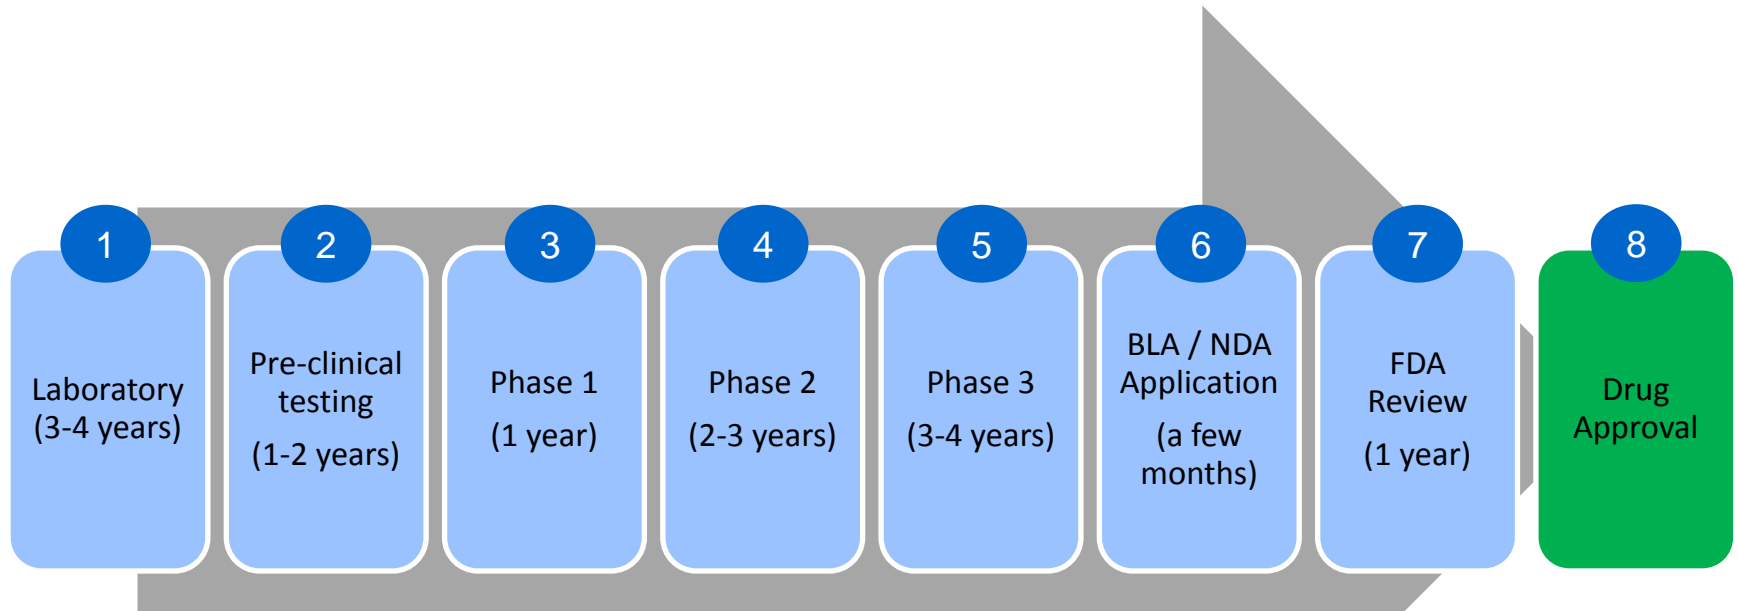 1
Laboratory
(3-4 years)
2
Pre-clinical
testing
(1-2 years)
3
Phase 1
(1 year)
4
Phase 2
(2-3 years)
5
Phase 3
(3-4 years)
6
BLA / NDA
Application
(a few
months)
7
FDA
Review
(1 year)
8
Drug
Approval